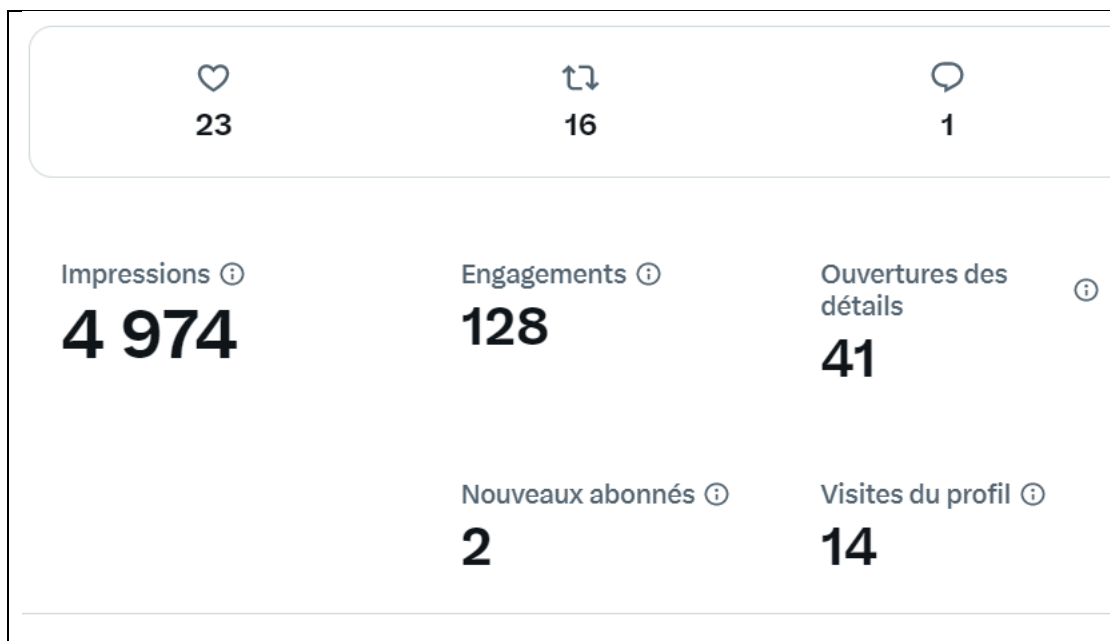 23
16
1
Impressions
4 974
Engagements
128
Ouvertures des
détails
41
Nouveaux abonnés
2
Visites du profil
14